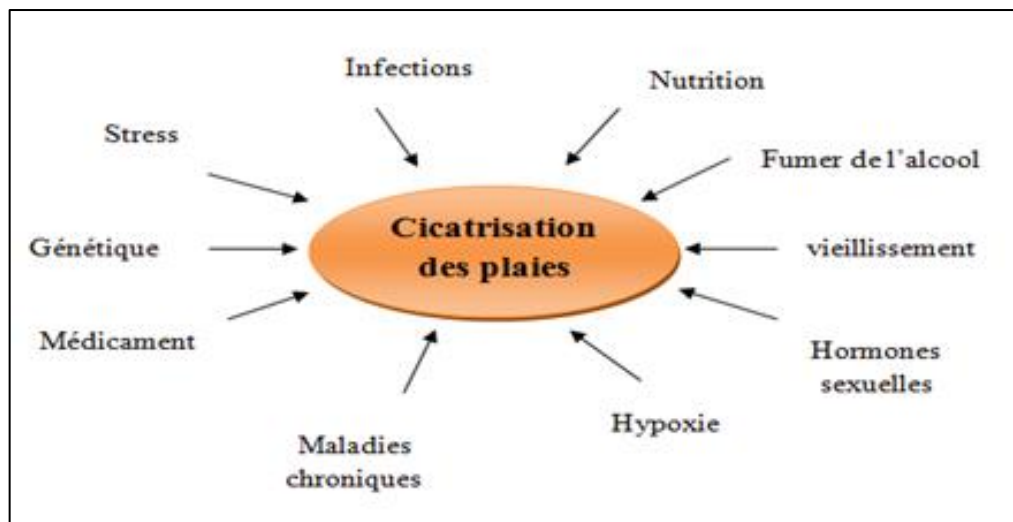 Infections
Nutrition
Stress
Fumer de l'alcool
Cicatrisation
des plaies
Génétique
vieillissement
Médicament
Hormones
sexuelles
Hypoxie
Maladies
chroniques